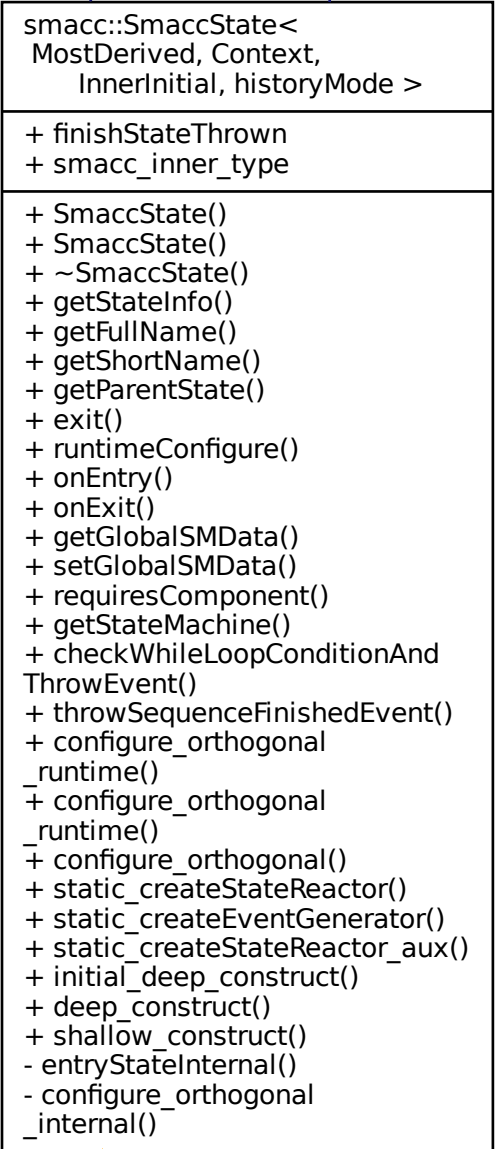 smacc::SmaccState<
MostDerived, Context,
InnerInitial, historyMode >
+ finishStateThrown
+ smacc_inner_type
+ SmaccState()
+ SmaccState()
+ ~SmaccState()
+ getStateInfo()
+ getFullName()
+ getShortName()
+ getParentState()
+ exit()
+ runtimeConfigure()
+ onEntry()
+ onExit()
+ getGlobalSMData()
+ setGlobalSMData()
+ requiresComponent()
+ getStateMachine()
+ checkWhileLoopConditionAnd
ThrowEvent()
+ throwSequenceFinishedEvent()
+ configure_orthogonal
_runtime()
+ configure_orthogonal
_runtime()
+ configure_orthogonal()
+ static_createStateReactor()
+ static_createEventGenerator()
+ static_createStateReactor_aux()
+ initial_deep_construct()
+ deep_construct()
+ shallow_construct()
- entryStateInternal()
- configure_orthogonal
_internal()